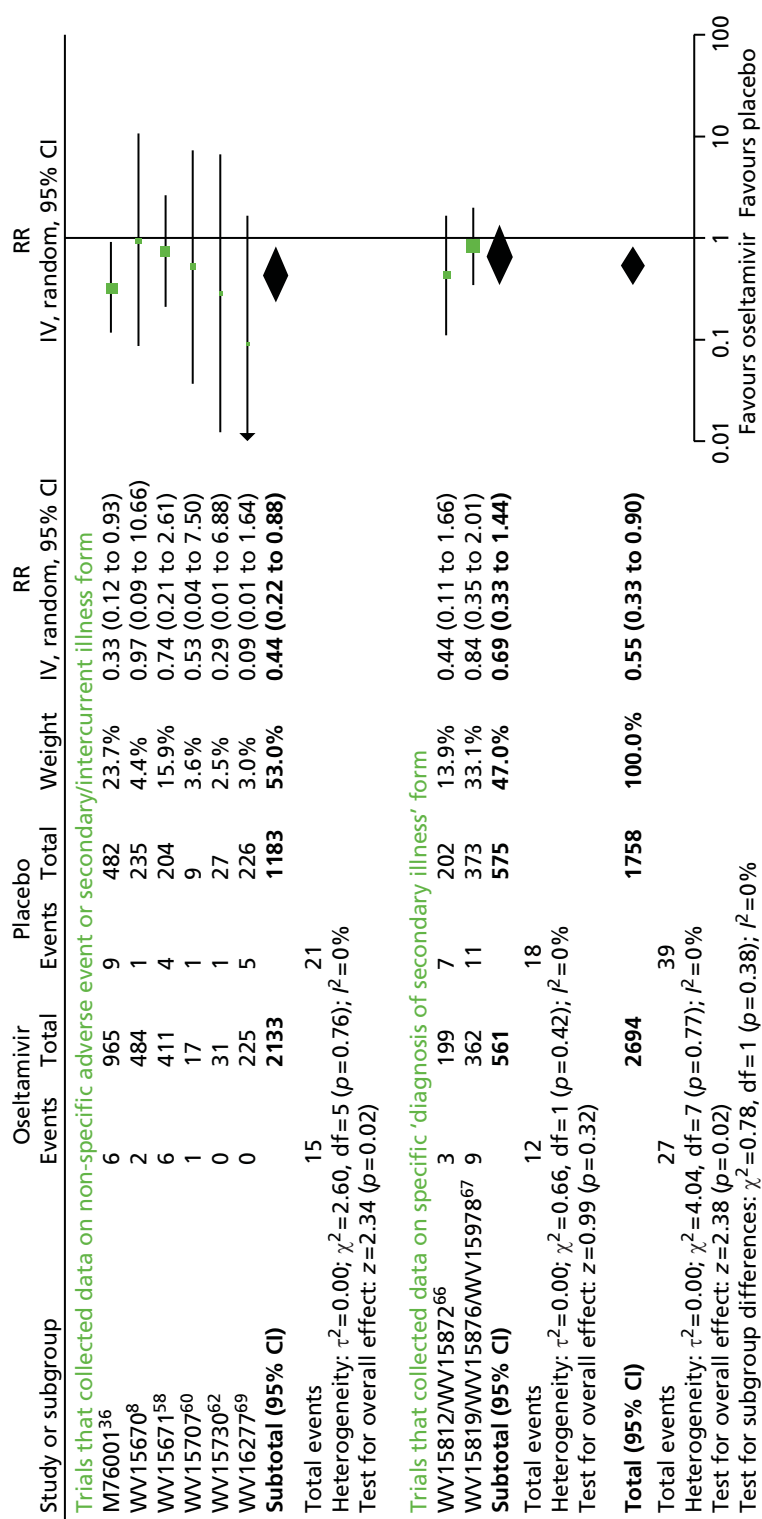 Oseltamivir Placebo RR RR
Study or subgroup Events Total Events Total Weight IV, random, 95% CI IV, random, 95% CI
Trials that collected data on non-specific adverse event or secondary/intercurrent illness form
M76001³⁶ 6 965 9 482 23.7% 0.33 (0.12 to 0.93)
WV15670⁸ 2 484 1 235 4.4% 0.97 (0.09 to 10.66)
WV15671⁵⁸ 6 411 4 204 15.9% 0.74 (0.21 to 2.61)
WV15707⁶⁰ 1 17 1 9 3.6% 0.53 (0.04 to 7.50)
WV15730⁶² 0 31 1 27 2.5% 0.29 (0.01 to 6.88)
WV16277⁶⁹ 0 225 5 226 3.0% 0.09 (0.01 to 1.64)
Subtotal (95% CI) 2133 1183 53.0% 0.44 (0.22 to 0.88)
Total events 15 21
Heterogeneity: τ²=0.00; χ²=2.60, df=5 (p=0.76); I²=0%
Test for overall effect: z=2.34 (p=0.02)
Trials that collected data on specific ‘diagnosis of secondary illness’ form
WV15812/WV15872⁶⁶ 3 199 7 202 13.9% 0.44 (0.11 to 1.66)
WV15819/WV15876/WV15978⁶⁷ 9 362 11 373 33.1% 0.84 (0.35 to 2.01)
Subtotal (95% CI) 561 575 47.0% 0.69 (0.33 to 1.44)
Total events 12 18
Heterogeneity: τ²=0.00; χ²=0.66, df=1 (p=0.42); I²=0%
Test for overall effect: z=0.99 (p=0.32)
Total (95% CI) 2694 1758 100.0% 0.55 (0.33 to 0.90)
Total events 27 39
Heterogeneity: τ²=0.00; χ²=4.04, df=7 (p=0.77); I²=0%
Test for overall effect: z=2.38 (p=0.02)
Test for subgroup differences: χ²=0.78, df=1 (p=0.38); I²=0%
0.01 0.1 1 10 100
Favours oseltamivir Favours placebo